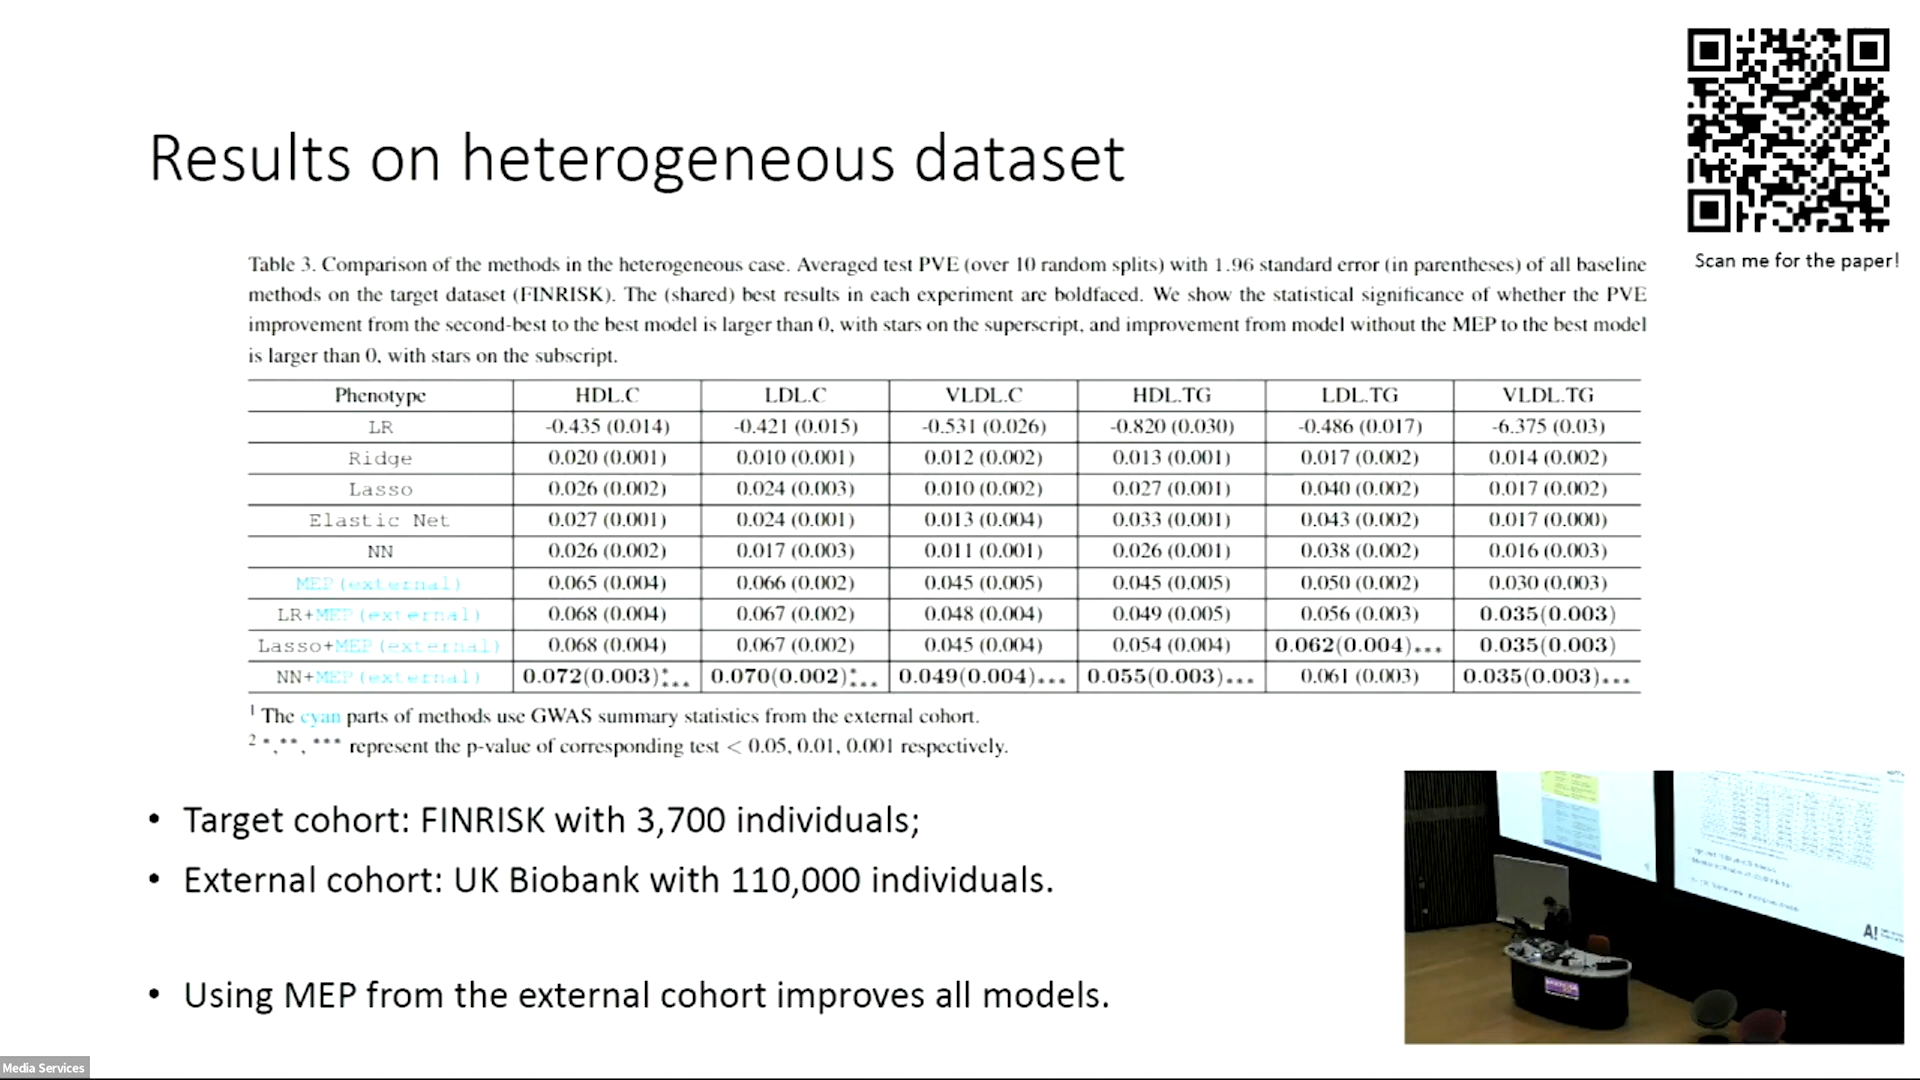 Results on heterogeneous dataset
Scan me for the paper!
Table 3. Comparison of the methods in the heterogeneous case. Averaged test PVE (over 10 random splits) with 1.96 standard error (in parentheses) of all baseline
methods on the target dataset (FINRISK). The (shared) best results in each experiment are boldfaced. We show the statistical significance of whether the PVE
improvement from the second-best to the best model is larger than 0, with stars on the superscript, and improvement from model without the MEP to the best model
is larger than 0, with stars on the subscript.
Phenotype HDL.C LDL.C VLDL.C HDL.TG LDL.TG VLDL.TG
LR -0.435 (0.014) -0.421 (0.015) -0.531 (0.026) -0.820 (0.030) -0.486 (0.017) -6.375 (0.03)
Ridge 0.020 (0.001) 0.010 (0.001) 0.012 (0.002) 0.013 (0.001) 0.017 (0.002) 0.014 (0.002)
Lasso 0.026 (0.002) 0.024 (0.003) 0.010 (0.002) 0.027 (0.001) 0.040 (0.002) 0.017 (0.002)
Elastic Net 0.027 (0.001) 0.024 (0.001) 0.013 (0.004) 0.033 (0.001) 0.043 (0.002) 0.017 (0.000)
NN 0.026 (0.002) 0.017 (0.003) 0.011 (0.001) 0.026 (0.001) 0.038 (0.002) 0.016 (0.003)
MEP(external) 0.065 (0.004) 0.066 (0.002) 0.045 (0.005) 0.045 (0.005) 0.050 (0.002) 0.030 (0.003)
LR+MEP(external) 0.068 (0.004) 0.067 (0.002) 0.048 (0.004) 0.049 (0.005) 0.056 (0.003) 0.035(0.003)
Lasso+MEP(external) 0.068 (0.004) 0.067 (0.002) 0.045 (0.004) 0.054 (0.004) 0.062(0.004)*** 0.035(0.003)
NN+MEP(external) 0.072(0.003)**** 0.070(0.002)**** 0.049(0.004)*** 0.055(0.003)*** 0.061 (0.003) 0.035(0.003)***
1 The cyan parts of methods use GWAS summary statistics from the external cohort.
2 *,**, *** represent the p-value of corresponding test < 0.05, 0.01, 0.001 respectively.
• Target cohort: FINRISK with 3,700 individuals;
• External cohort: UK Biobank with 110,000 individuals.
• Using MEP from the external cohort improves all models.
A!
Media Services